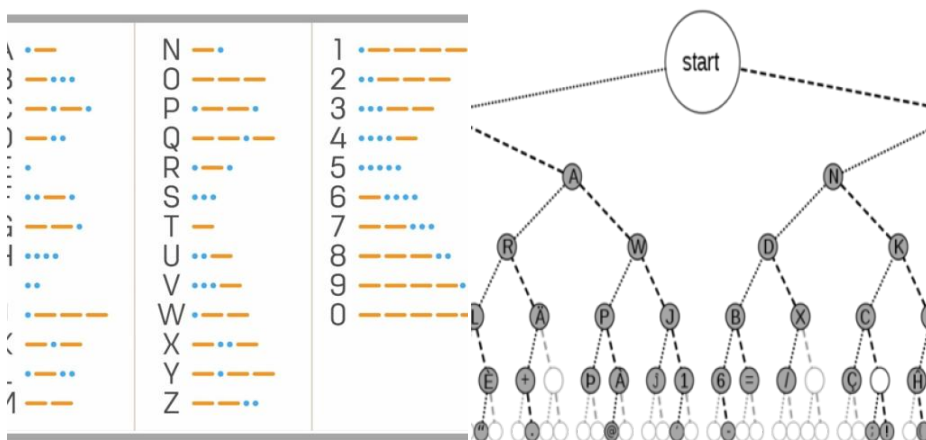 A
B
C
D
E
F
G
H
K
L
M
N
O
P
Q
R
S
T
U
V
W
X
Y
Z
1
2
3
4
5
6
7
8
9
0
start
A N
R W D K
L Ä P J B X C
È + Þ À Ĵ 1 6 = / Ç Ĥ
" . @ ' - ; !